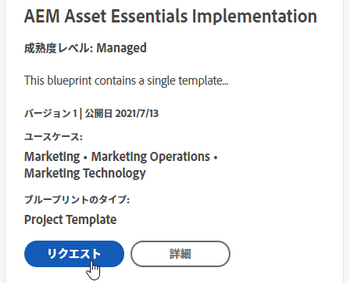 AEM Asset Essentials Implementation
成熟度レベル: Managed
This blueprint contains a single template...
バージョン 1 | 公開日 2021/7/13
ユースケース:
Marketing • Marketing Operations •
Marketing Technology
ブループリントのタイプ:
Project Template
リクエスト
詳細